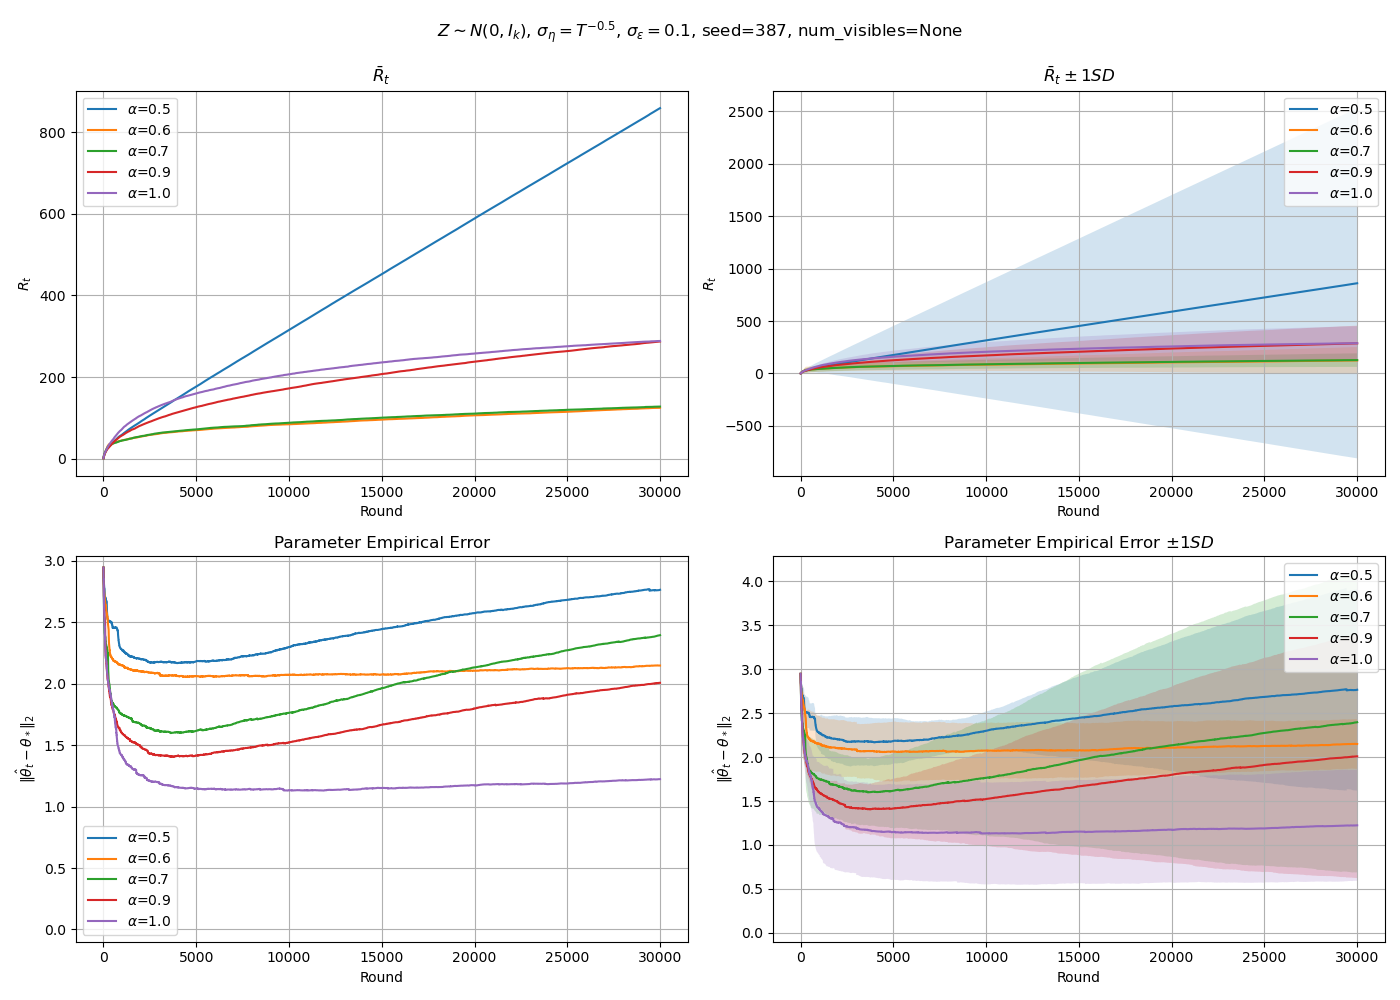 Z ∼ N(0, I_k), σ_η = T^{−0.5}, σ_ε = 0.1, seed=387, num_visibles=None
R̄_t
R_t
800
600
400
200
0
α=0.5
α=0.6
α=0.7
α=0.9
α=1.0
0 5000 10000 15000 20000 25000 30000
Round
R̄_t ± 1SD
R_t
2500
2000
1500
1000
500
0
−500
α=0.5
α=0.6
α=0.7
α=0.9
α=1.0
0 5000 10000 15000 20000 25000 30000
Round
Parameter Empirical Error
‖θ̂_t − θ_*‖_2
3.0
2.5
2.0
1.5
1.0
0.5
0.0
α=0.5
α=0.6
α=0.7
α=0.9
α=1.0
0 5000 10000 15000 20000 25000 30000
Round
Parameter Empirical Error ±1SD
‖θ̂_t − θ_*‖_2
4.0
3.5
3.0
2.5
2.0
1.5
1.0
0.5
0.0
α=0.5
α=0.6
α=0.7
α=0.9
α=1.0
0 5000 10000 15000 20000 25000 30000
Round